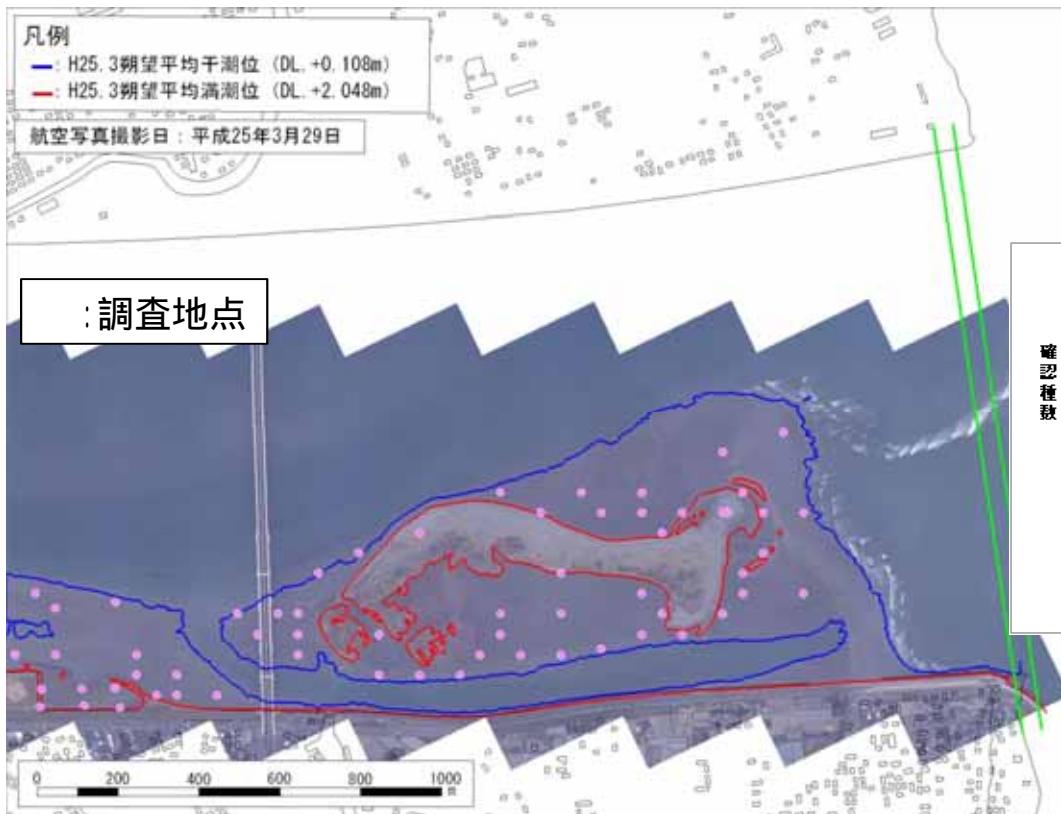 凡例
: H25.3朔望平均干潮位 (DL.+0.108m)
: H25.3朔望平均満潮位 (DL.+2.048m)
航空写真撮影日：平成25年3月29日
:調査地点
確認種数
0 200 400 600 800 1000
m